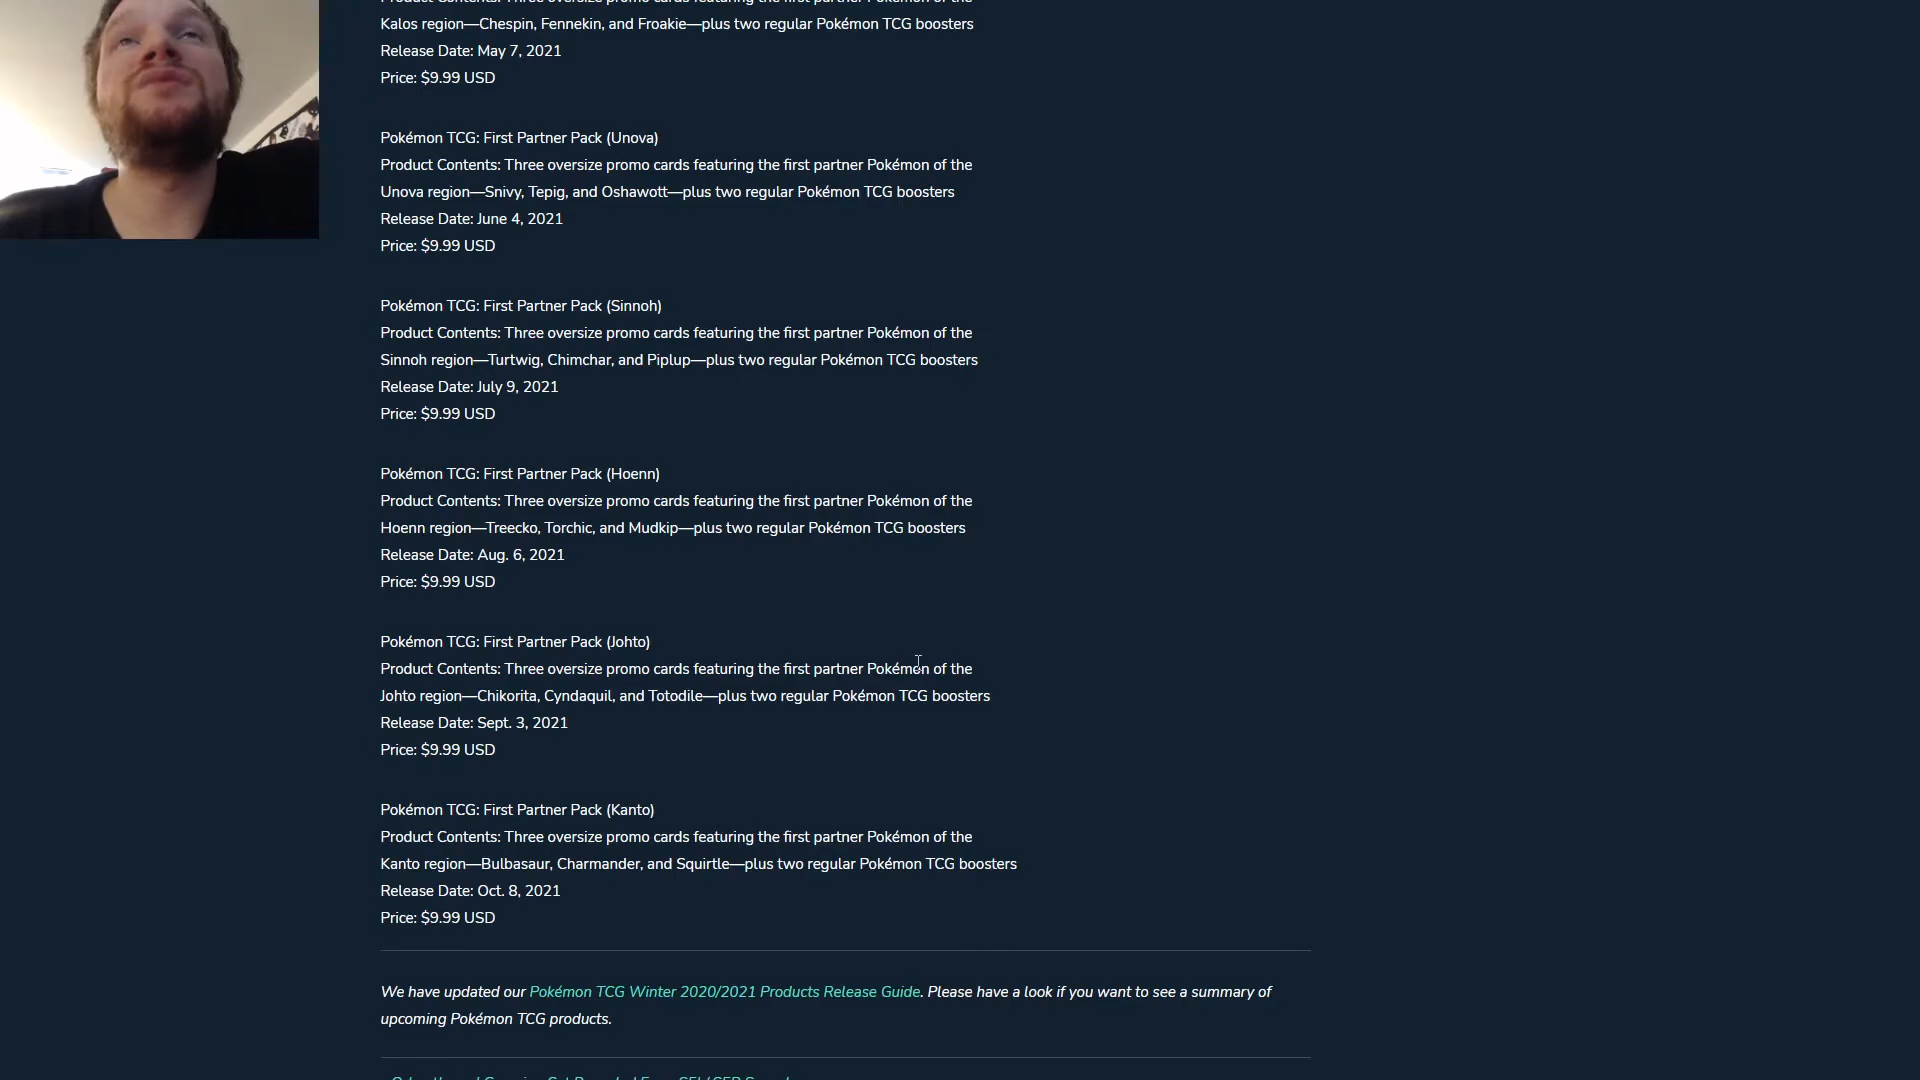 Kalos region—Chespin, Fennekin, and Froakie—plus two regular Pokémon TCG boosters
Release Date: May 7, 2021
Price: $9.99 USD
Pokémon TCG: First Partner Pack (Unova)
Product Contents: Three oversize promo cards featuring the first partner Pokémon of the
Unova region—Snivy, Tepig, and Oshawott—plus two regular Pokémon TCG boosters
Release Date: June 4, 2021
Price: $9.99 USD
Pokémon TCG: First Partner Pack (Sinnoh)
Product Contents: Three oversize promo cards featuring the first partner Pokémon of the
Sinnoh region—Turtwig, Chimchar, and Piplup—plus two regular Pokémon TCG boosters
Release Date: July 9, 2021
Price: $9.99 USD
Pokémon TCG: First Partner Pack (Hoenn)
Product Contents: Three oversize promo cards featuring the first partner Pokémon of the
Hoenn region—Treecko, Torchic, and Mudkip—plus two regular Pokémon TCG boosters
Release Date: Aug. 6, 2021
Price: $9.99 USD
Pokémon TCG: First Partner Pack (Johto)
Product Contents: Three oversize promo cards featuring the first partner Pokémon of the
Johto region—Chikorita, Cyndaquil, and Totodile—plus two regular Pokémon TCG boosters
Release Date: Sept. 3, 2021
Price: $9.99 USD
Pokémon TCG: First Partner Pack (Kanto)
Product Contents: Three oversize promo cards featuring the first partner Pokémon of the
Kanto region—Bulbasaur, Charmander, and Squirtle—plus two regular Pokémon TCG boosters
Release Date: Oct. 8, 2021
Price: $9.99 USD
We have updated our Pokémon TCG Winter 2020/2021 Products Release Guide. Please have a look if you want to see a summary of
upcoming Pokémon TCG products.